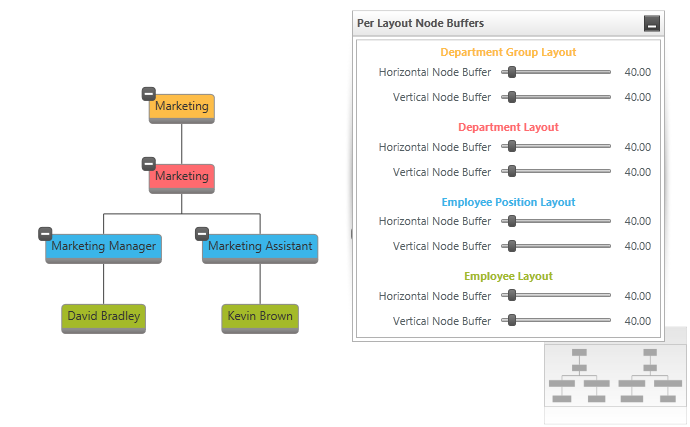 Marketing
Marketing
Marketing Manager
Marketing Assistant
David Bradley
Kevin Brown
Per Layout Node Buffers
Department Group Layout
Horizontal Node Buffer 40.00
Vertical Node Buffer 40.00
Department Layout
Horizontal Node Buffer 40.00
Vertical Node Buffer 40.00
Employee Position Layout
Horizontal Node Buffer 40.00
Vertical Node Buffer 40.00
Employee Layout
Horizontal Node Buffer 40.00
Vertical Node Buffer 40.00